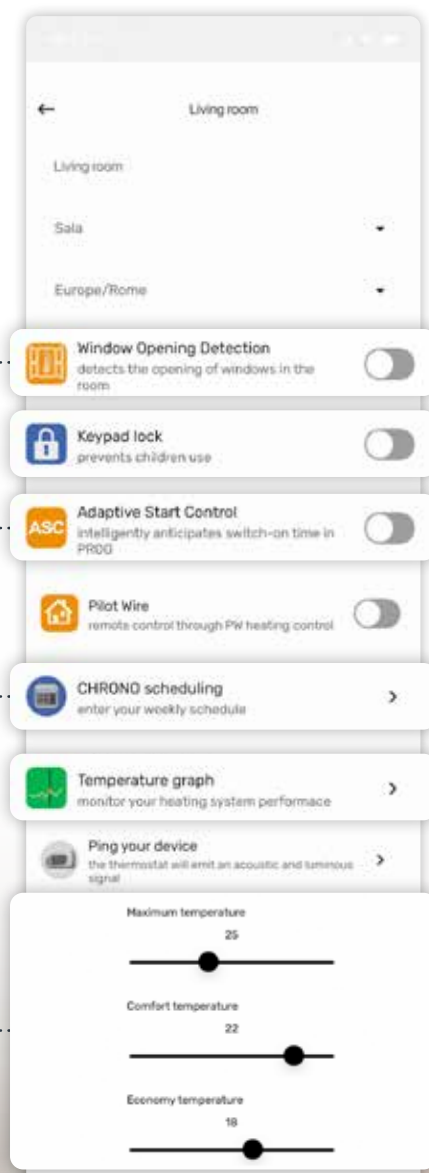 Living room
Living room
Sala
Europe/Rome
Window Opening Detection
detects the opening of windows in the
room
Keypad lock
prevents children use
ASC
Adaptive Start Control
intelligently anticipates switch-on time in
PROG
Pilot Wire
remote control through PW heating control
CHRONO scheduling
enter your weekly schedule
Temperature graph
monitor your heating system performace
Ping your device
the thermostat will emit an acoustic and luminous
signal
Maximum temperature
25
Comfort temperature
22
Economy temperature
18